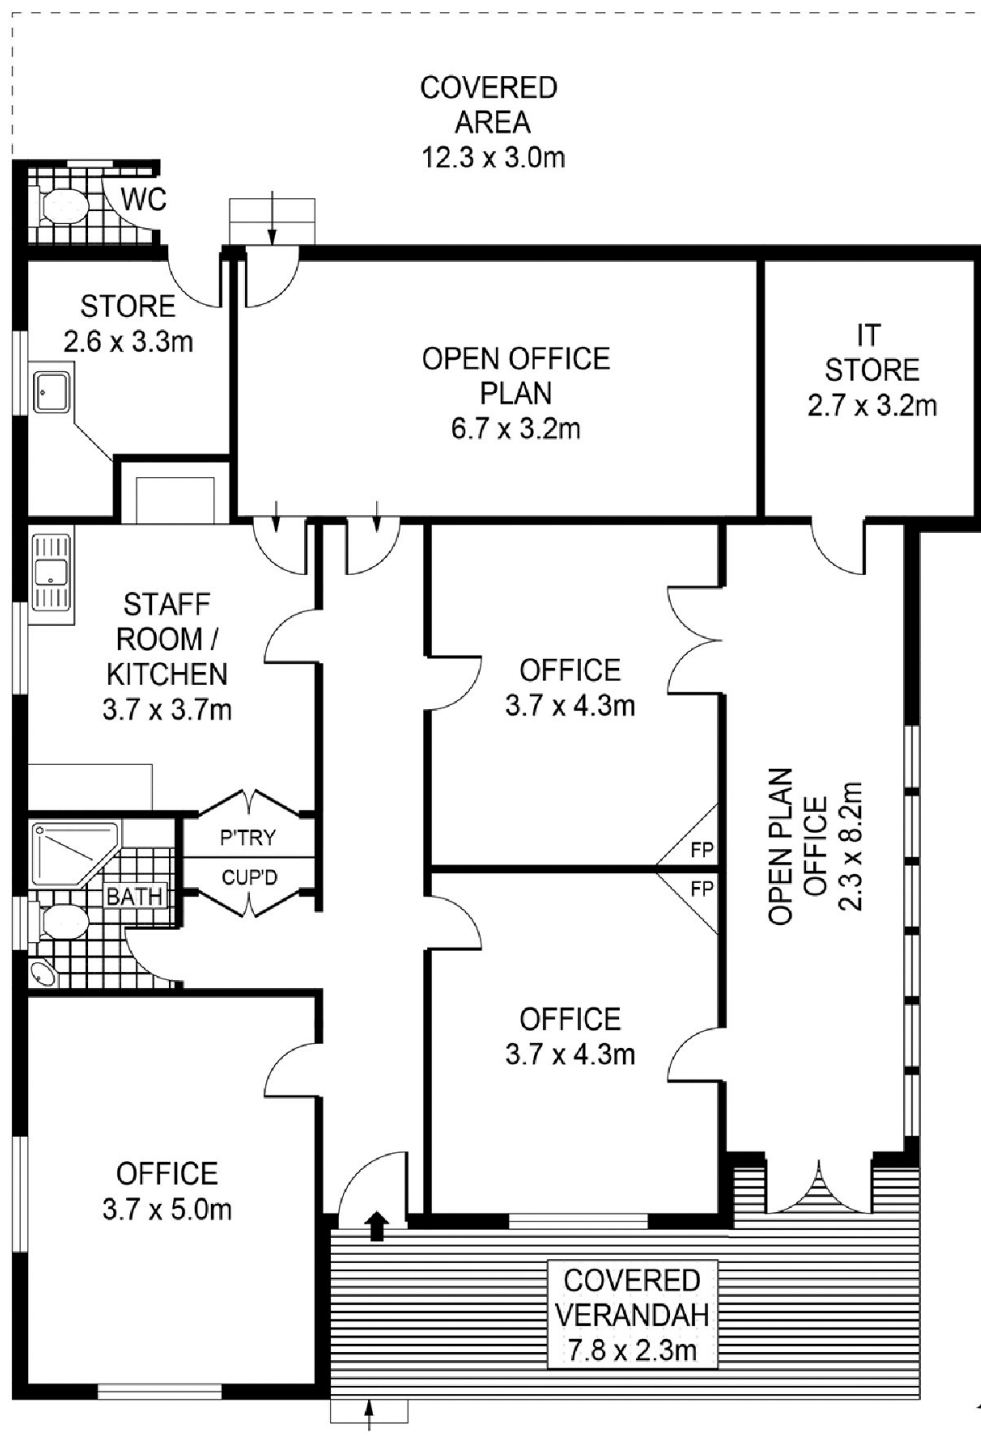 COVERED
AREA
12.3 x 3.0m
WC
STORE
2.6 x 3.3m
OPEN OFFICE
PLAN
6.7 x 3.2m
IT
STORE
2.7 x 3.2m
STAFF
ROOM /
KITCHEN
3.7 x 3.7m
OFFICE
3.7 x 4.3m
P'TRY
CUP'D
BATH
FP
FP
OPEN PLAN
OFFICE
2.3 x 8.2m
OFFICE
3.7 x 4.3m
OFFICE
3.7 x 5.0m
COVERED
VERANDAH
7.8 x 2.3m